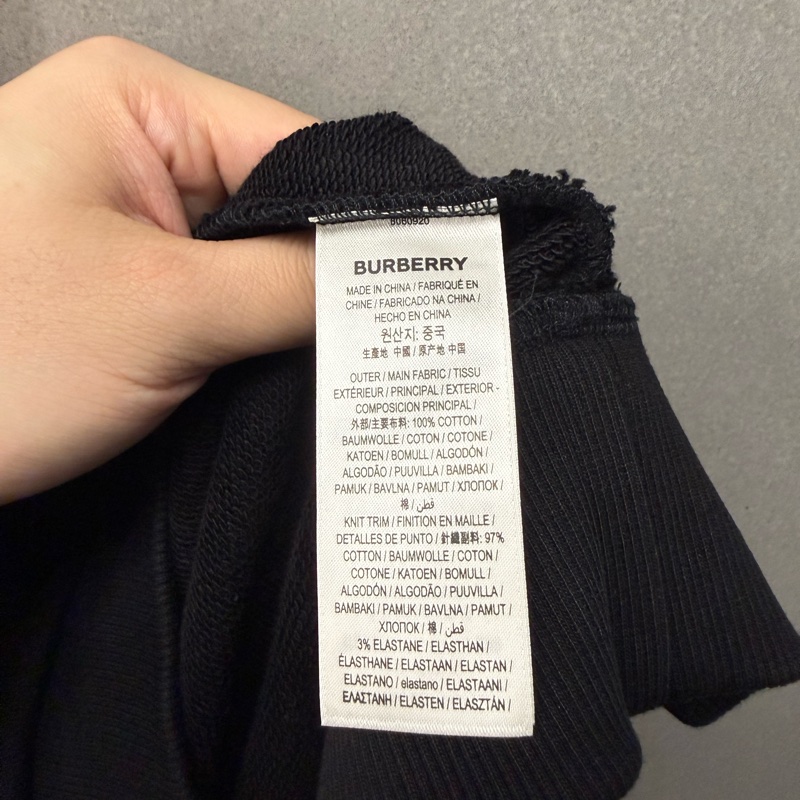 8060920
BURBERRY
MADE IN CHINA / FABRIQUÉ EN
CHINE / FABRICADO NA CHINA /
HECHO EN CHINA
원산지: 중국
生產地 中國 / 原产地 中国
OUTER / MAIN FABRIC / TISSU
EXTÉRIEUR / PRINCIPAL / EXTERIOR -
COMPOSICION PRINCIPAL /
外部/主要布料: 100% COTTON /
BAUMWOLLE / COTON / COTONE /
KATOEN / BOMULL / ALGODÓN /
ALGODÃO / PUUVILLA / BAMBAKI /
PAMUK / BAVLNA / PAMUT / ХЛОПОК /
棉 / قطن /
KNIT TRIM / FINITION EN MAILLE /
DETALLES DE PUNTO / 針織副料: 97%
COTTON / BAUMWOLLE / COTON /
COTONE / KATOEN / BOMULL /
ALGODÓN / ALGODÃO / PUUVILLA /
BAMBAKI / PAMUK / BAVLNA / PAMUT /
ХЛОПОК / 棉 / قطن /
3% ELASTANE / ELASTHAN /
ÉLASTHANE / ELASTAAN / ELASTAN /
ELASTANO / elastano / ELASTAANI /
ΕΛΑΣΤΑΝΗ / ELASTEN / ELASZTÁN /